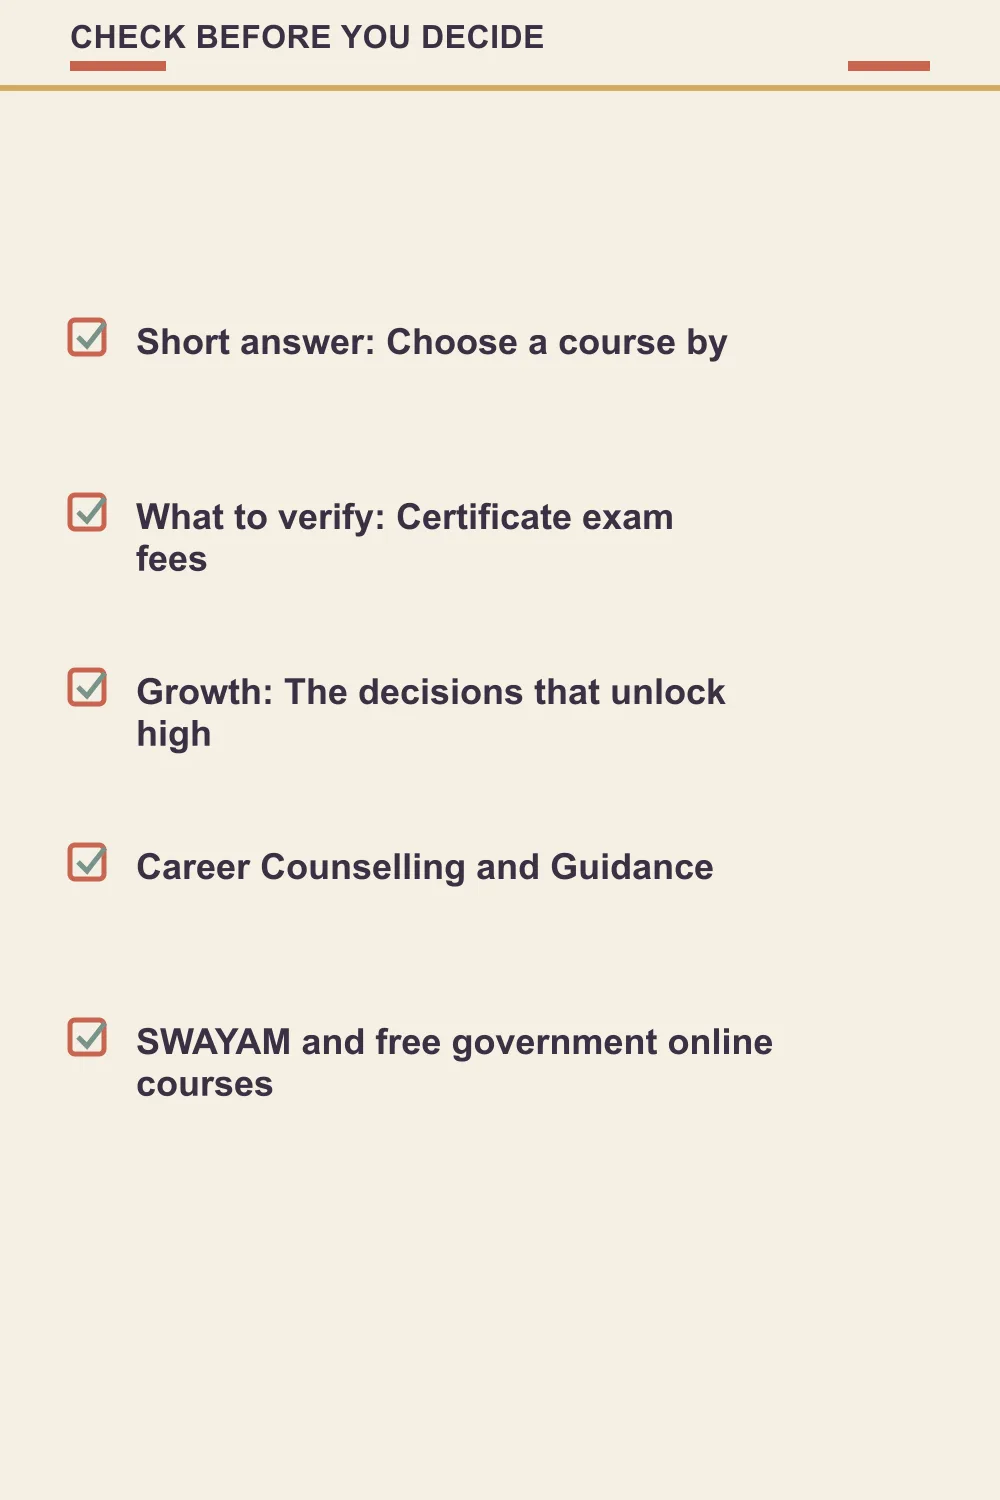 CHECK BEFORE YOU DECIDE
Short answer: Choose a course by
What to verify: Certificate exam
fees
Growth: The decisions that unlock
high
Career Counselling and Guidance
SWAYAM and free government online
courses